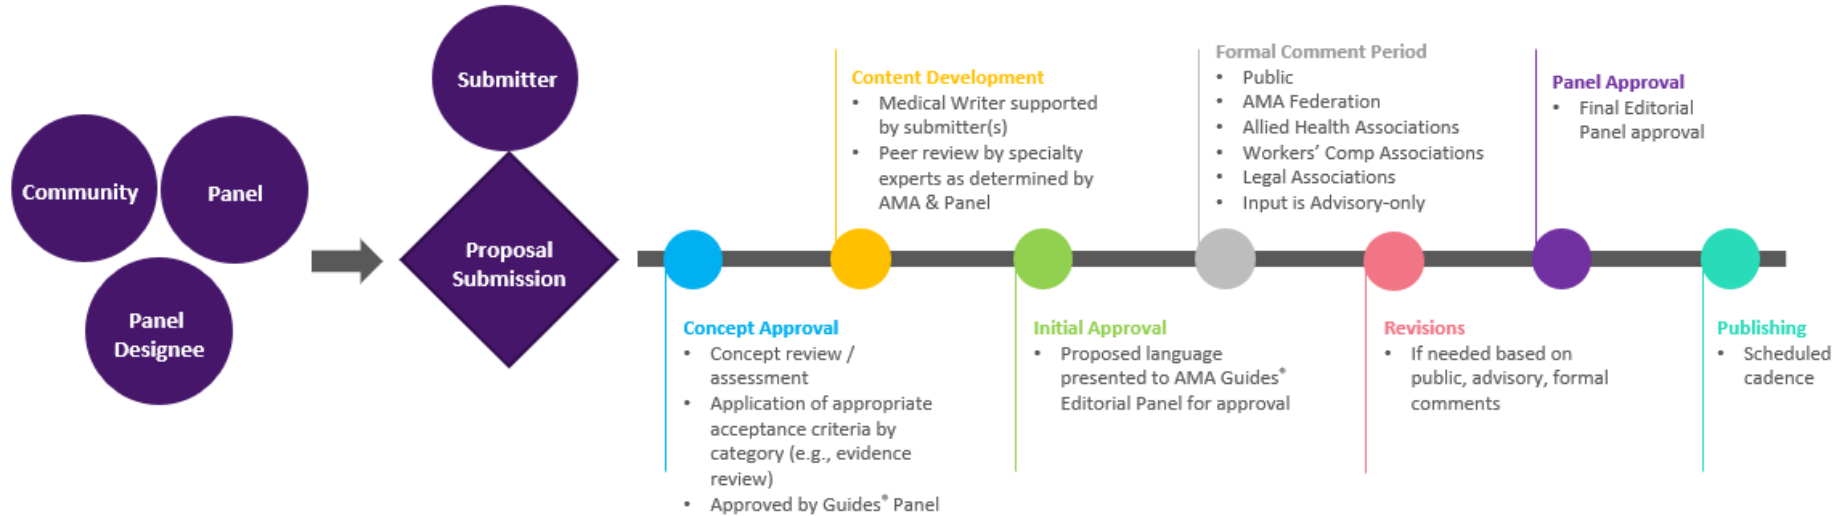 Community
Panel
Panel
Designee
Submitter
Proposal
Submission
Concept Approval
• Concept review /
assessment
• Application of appropriate
acceptance criteria by
category (e.g., evidence
review)
• Approved by Guides® Panel
Content Development
• Medical Writer supported
by submitter(s)
• Peer review by specialty
experts as determined by
AMA & Panel
Initial Approval
• Proposed language
presented to AMA Guides®
Editorial Panel for approval
Formal Comment Period
• Public
• AMA Federation
• Allied Health Associations
• Workers' Comp Associations
• Legal Associations
• Input is Advisory-only
Revisions
• If needed based on
public, advisory, formal
comments
Panel Approval
• Final Editorial
Panel approval
Publishing
• Scheduled
cadence